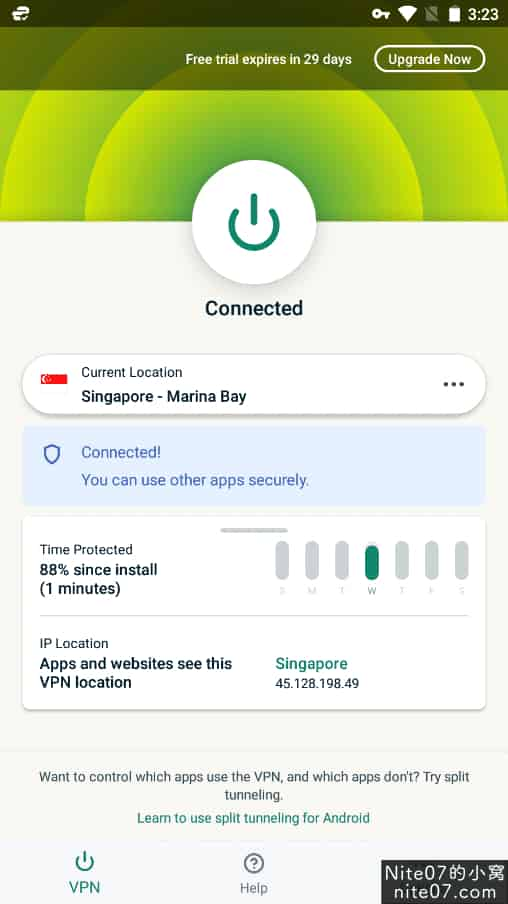 3:23
Free trial expires in 29 days
Upgrade Now
Connected
Current Location
Singapore - Marina Bay
Connected!
You can use other apps securely.
Time Protected
88% since install
(1 minutes)
S M T W T F S
IP Location
Apps and websites see this
VPN location
Singapore
45.128.198.49
Want to control which apps use the VPN, and which apps don't? Try split
tunneling.
Learn to use split tunneling for Android
VPN
Help
Nite07的小窝
nite07.com